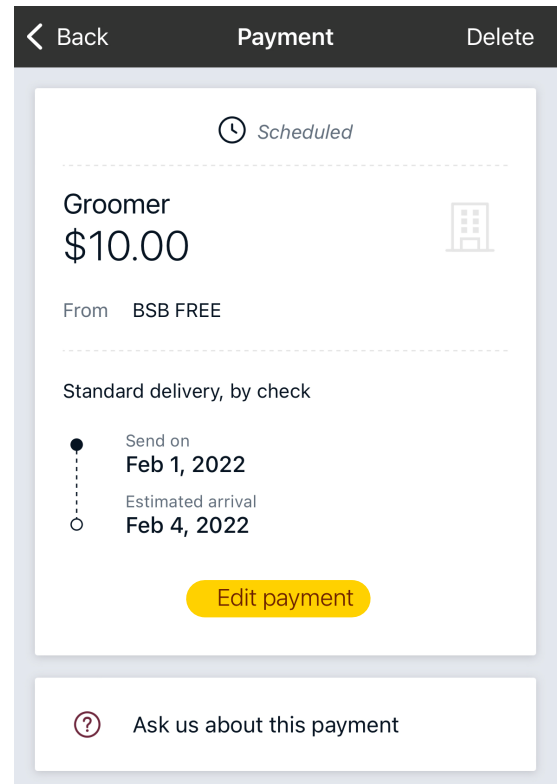 Back Payment Delete
Scheduled
Groomer
$10.00
From BSB FREE
Standard delivery, by check
Send on
Feb 1, 2022
Estimated arrival
Feb 4, 2022
Edit payment
? Ask us about this payment